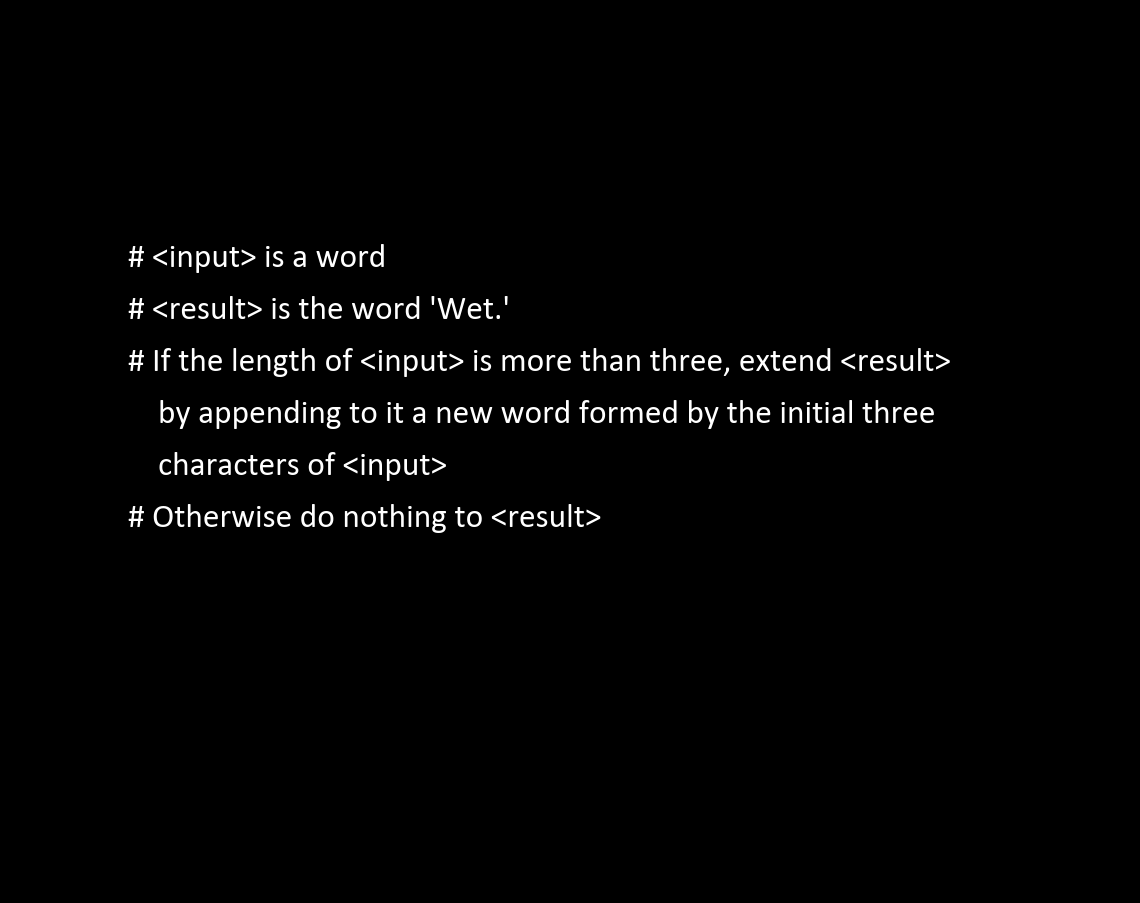 # <input> is a word
# <result> is the word 'Wet.'
# If the length of <input> is more than three, extend <result>
by appending to it a new word formed by the initial three
characters of <input>
# Otherwise do nothing to <result>